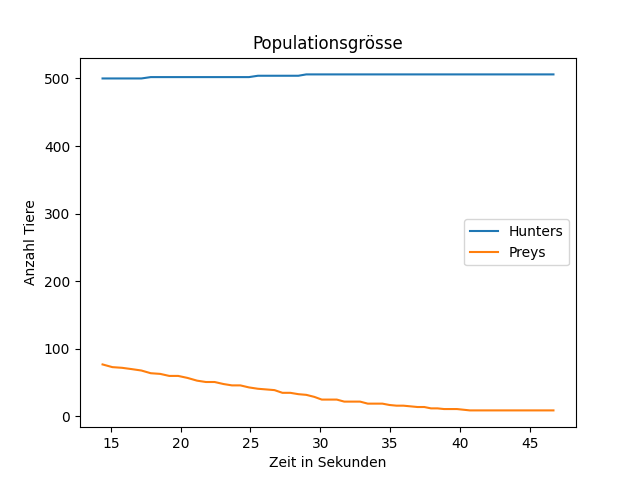 Populationsgrösse
Anzahl Tiere
500
400
300
200
100
0
Hunters
Preys
15 20 25 30 35 40 45
Zeit in Sekunden